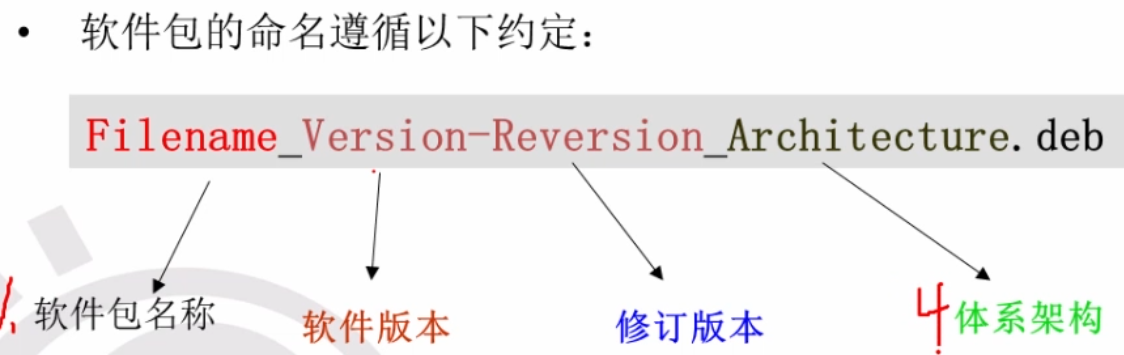 • 软件包的命名遵循以下约定：
Filename_Version-Reversion_Architecture.deb
1. 软件包名称 软件版本 修订版本 4. 体系架构